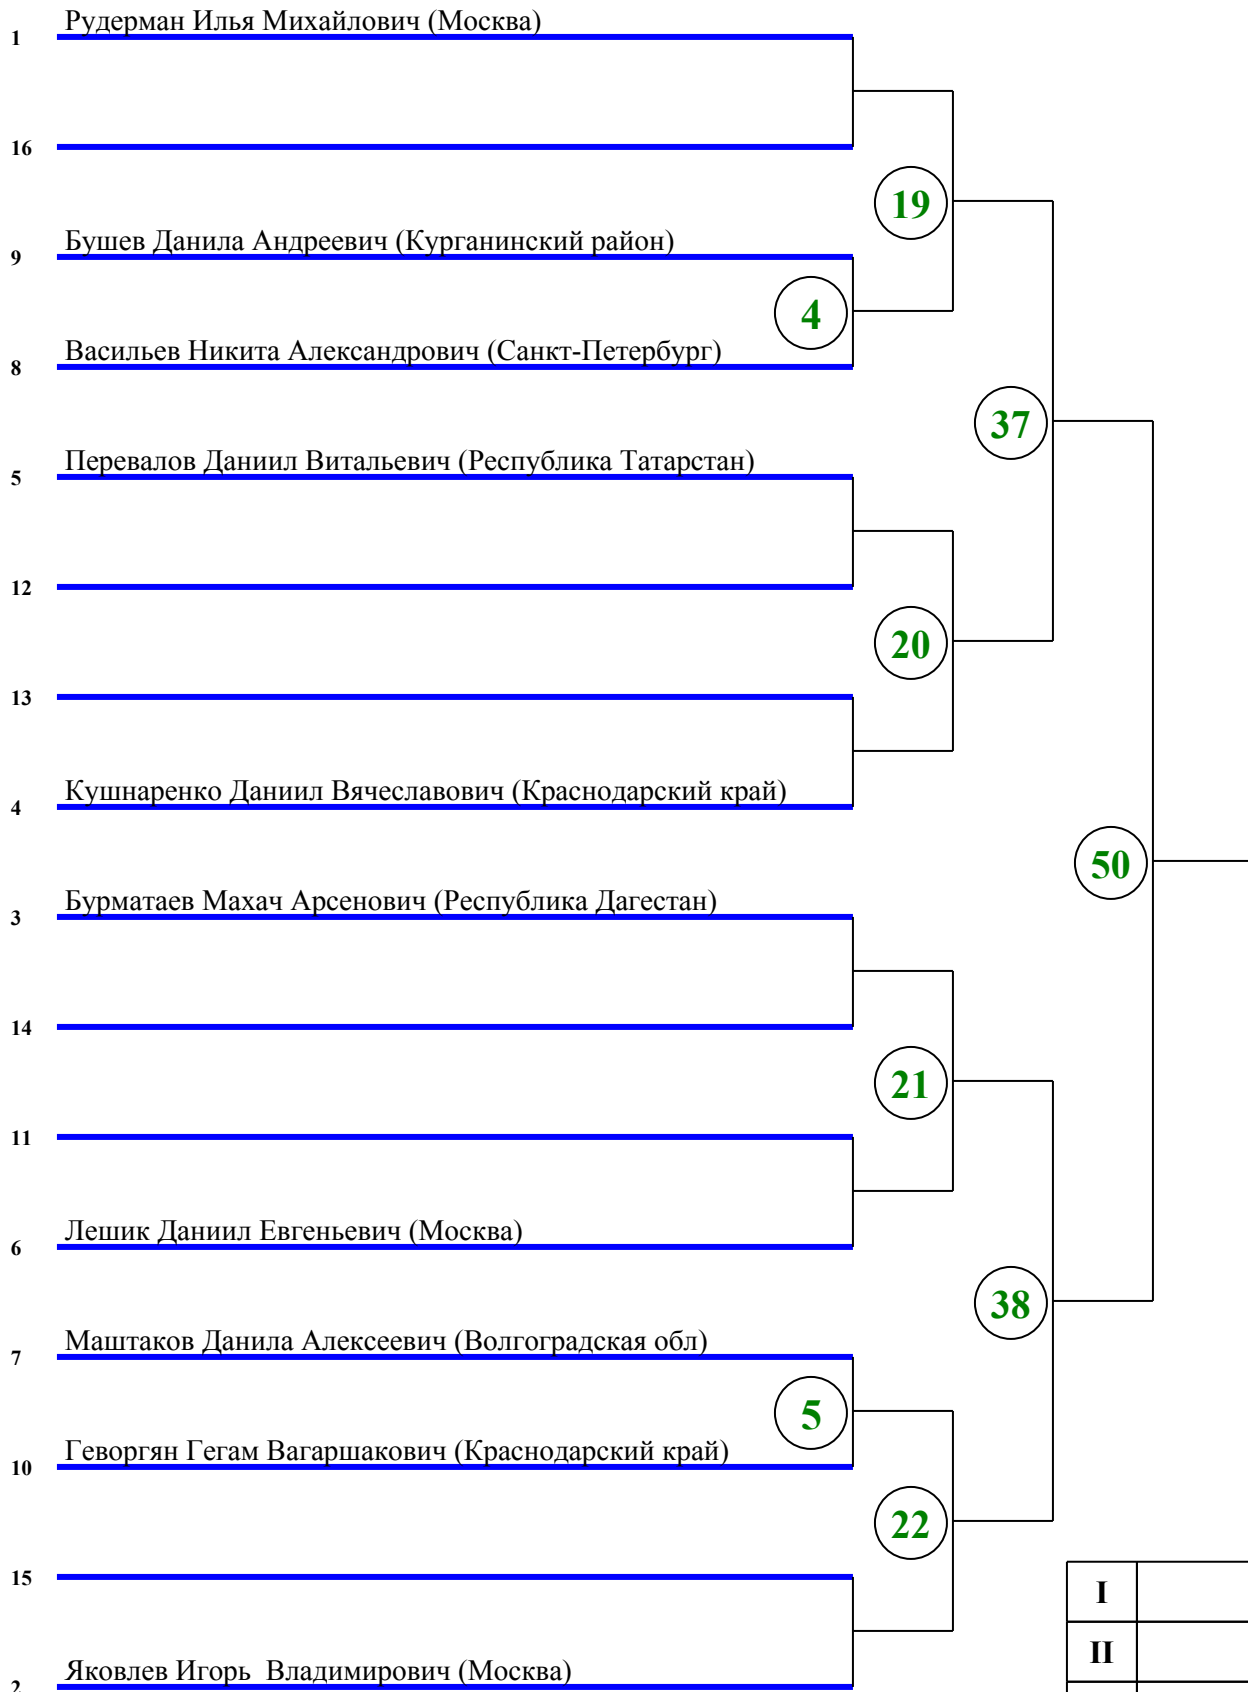 1 Рудерман Илья Михайлович (Москва)
16
19
9 Бушев Данила Андреевич (Курганинский район)
4
8 Васильев Никита Александрович (Санкт-Петербург)
37
5 Перевалов Даниил Витальевич (Республика Татарстан)
12
20
13
4 Кушнаренко Даниил Вячеславович (Краснодарский край)
50
3 Бурматаев Махач Арсенович (Республика Дагестан)
14
21
11
6 Лешик Даниил Евгеньевич (Москва)
38
7 Маштаков Данила Алексеевич (Волгоградская обл)
5
10 Геворгян Гегам Вагаршакович (Краснодарский край)
22
15
I
II
2 Яковлев Игорь Владимирович (Москва)